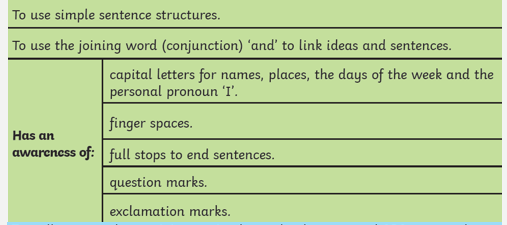 To use simple sentence structures.
To use the joining word (conjunction) ‘and’ to link ideas and sentences.
Has an
awareness of:
capital letters for names, places, the days of the week and the
personal pronoun ‘I’.
finger spaces.
full stops to end sentences.
question marks.
exclamation marks.